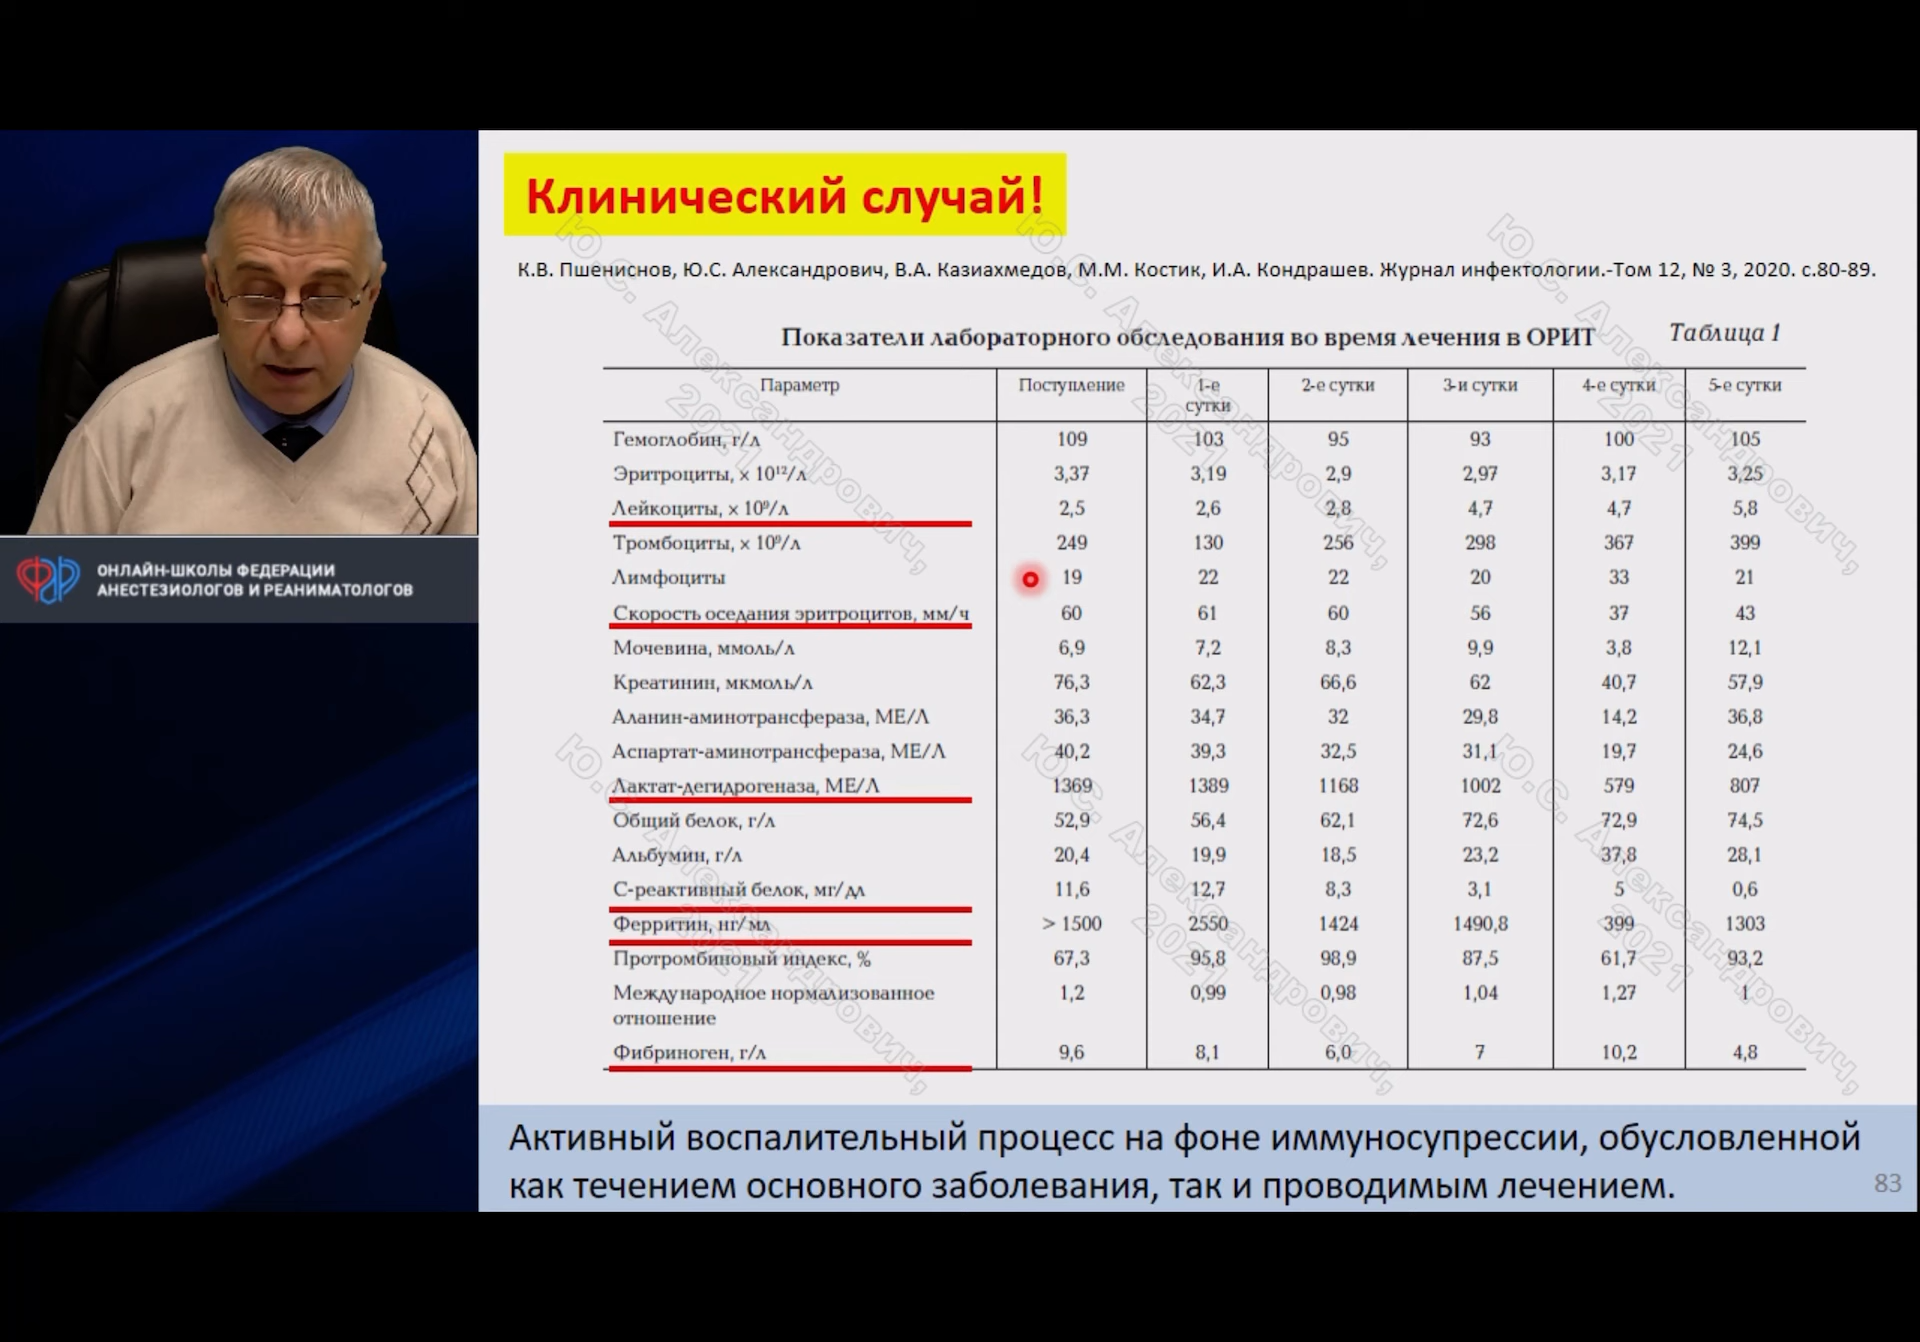 Клинический случай!
К.В. Пшениснов, Ю.С. Александрович, В.А. Казиахмедов, М.М. Костик, И.А. Кондрашев. Журнал инфектологии.-Том 12, № 3, 2020. с.80-89.
Показатели лабораторного обследования во время лечения в ОРИТ
Таблица 1
Параметр Поступление 1-е сутки 2-е сутки 3-и сутки 4-е сутки 5-е сутки
Гемоглобин, г/л 109 103 95 93 100 105
Эритроциты, × 10¹²/л 3,37 3,19 2,9 2,97 3,17 3,25
Лейкоциты, × 10⁹/л 2,5 2,6 2,8 4,7 4,7 5,8
Тромбоциты, × 10⁹/л 249 130 256 298 367 399
Лимфоциты 19 22 22 20 33 21
Скорость оседания эритроцитов, мм/ч 60 61 60 56 37 43
Мочевина, ммоль/л 6,9 7,2 8,3 9,9 3,8 12,1
Креатинин, мкмоль/л 76,3 62,3 66,6 62 40,7 57,9
Аланин-аминотрансфераза, МЕ/Л 36,3 34,7 32 29,8 14,2 36,8
Аспартат-аминотрансфераза, МЕ/Л 40,2 39,3 32,5 31,1 19,7 24,6
Лактат-дегидрогеназа, МЕ/Л 1369 1389 1168 1002 579 807
Общий белок, г/л 52,9 56,4 62,1 72,6 72,9 74,5
Альбумин, г/л 20,4 19,9 18,5 23,2 37,8 28,1
С-реактивный белок, мг/дл 11,6 12,7 8,3 3,1 5 0,6
Ферритин, нг/мл > 1500 2550 1424 1490,8 399 1303
Протромбиновый индекс, % 67,3 95,8 98,9 87,5 61,7 93,2
Международное нормализованное отношение 1,2 0,99 0,98 1,04 1,27 1
Фибриноген, г/л 9,6 8,1 6,0 7 10,2 4,8
Активный воспалительный процесс на фоне иммуносупрессии, обусловленной
как течением основного заболевания, так и проводимым лечением.
83
ОНЛАЙН-ШКОЛЫ ФЕДЕРАЦИИ
АНЕСТЕЗИОЛОГОВ И РЕАНИМАТОЛОГОВ
Ю.С. Александрович,
2021
Ю.С. Александрович,
2021
Ю.С. Александрович,
2021
Ю.С. Александрович,
2021
Ю.С. Александрович,
2021
Ю.С. Александрович,
2021